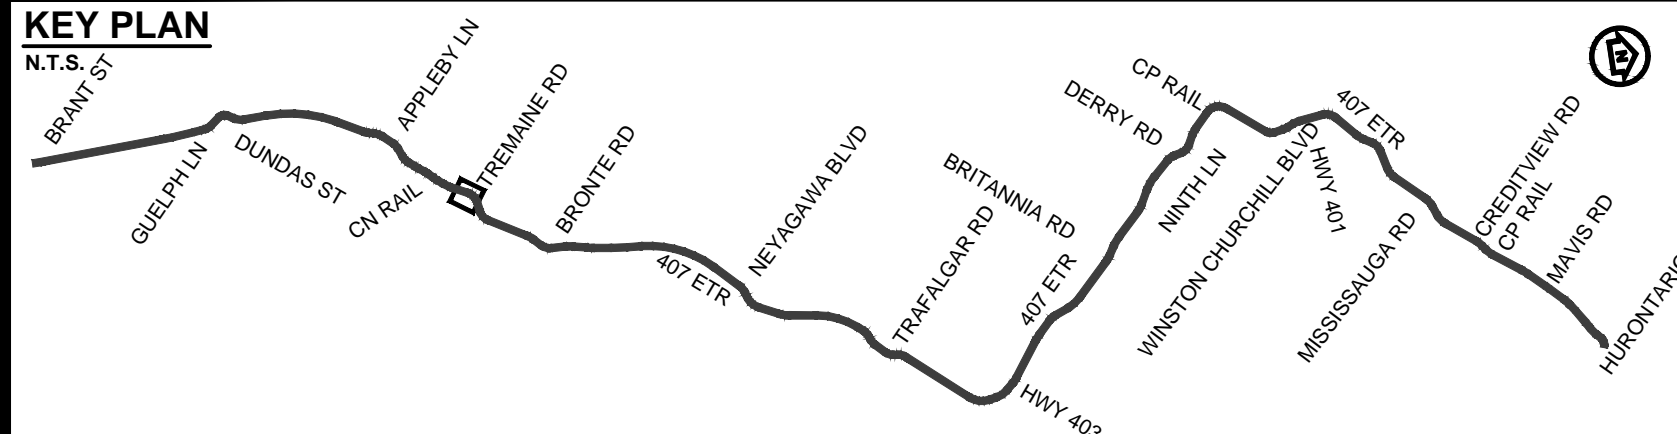 KEY PLAN
N.T.S.
BRANT ST
GUELPH LN
DUNDAS ST
APPLEBY LN
CN RAIL
TREMAINE RD
BRONTE RD
407 ETR
NEYAGAWA BLVD
TRAFALGAR RD
HWY 403
407 ETR
BRITANNIA RD
DERRY RD
CP RAIL
NINTH LN
WINSTON CHURCHILL BLVD
HWY 401
407 ETR
MISSISSAUGA RD
CREDITVIEW RD
CP RAIL
MAVIS RD
HURONTARIO
N